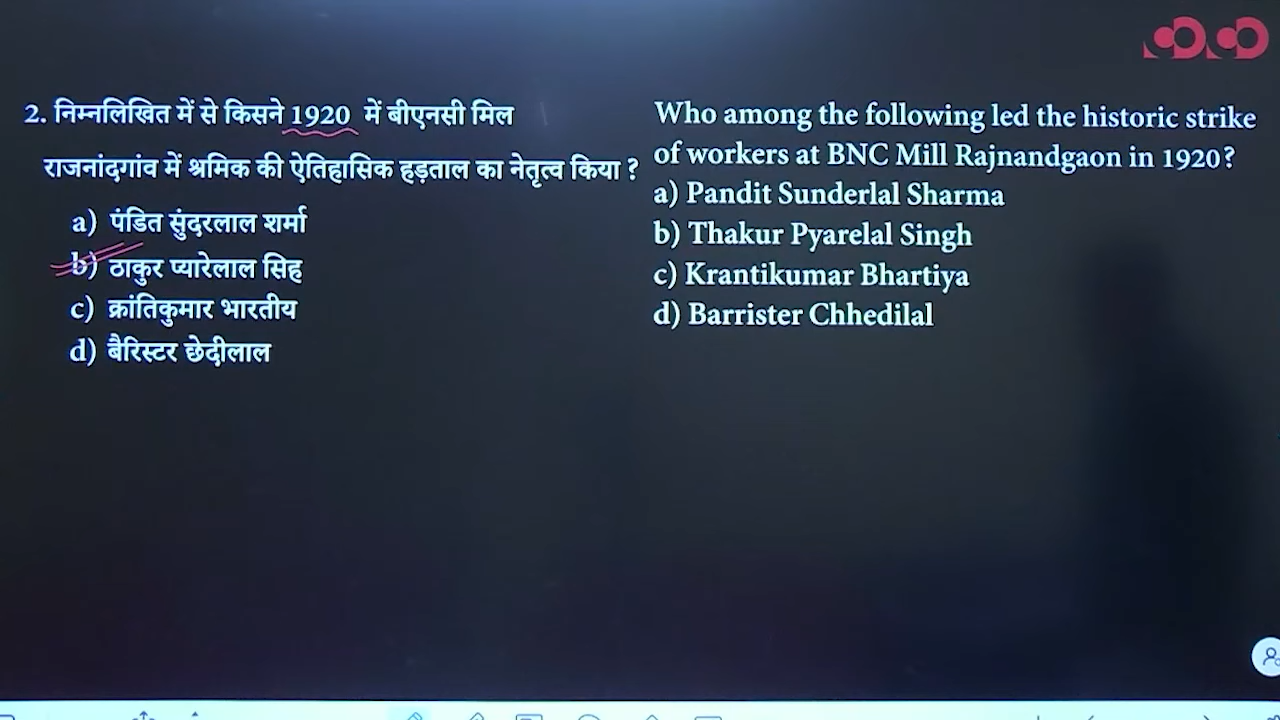 2. निम्नलिखित में से किसने 1920 में बीएनसी मिल
राजनांदगांव में श्रमिक की ऐतिहासिक हड़ताल का नेतृत्व किया ?
a) पंडित सुंदरलाल शर्मा
b) ठाकुर प्यारेलाल सिह
c) क्रांतिकुमार भारतीय
d) बैरिस्टर छेदीलाल
Who among the following led the historic strike
of workers at BNC Mill Rajnandgaon in 1920?
a) Pandit Sunderlal Sharma
b) Thakur Pyarelal Singh
c) Krantikumar Bhartiya
d) Barrister Chhedilal